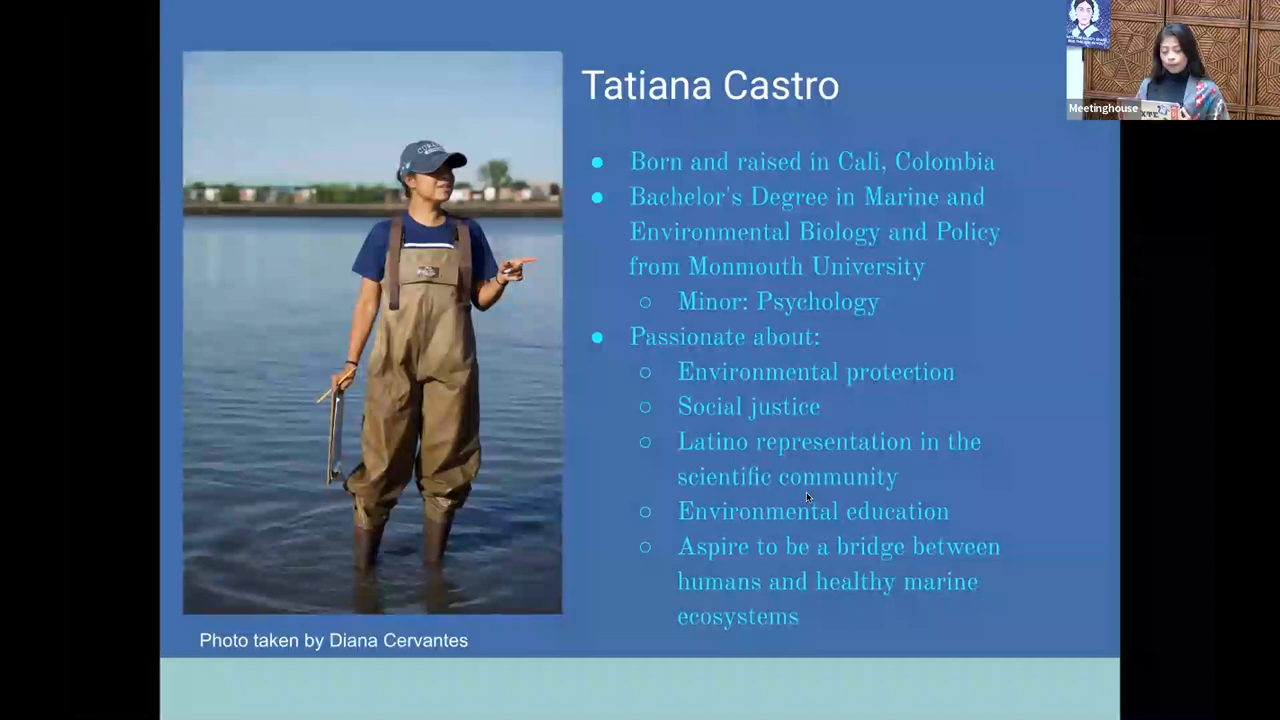 Tatiana Castro
● Born and raised in Cali, Colombia
● Bachelor's Degree in Marine and
Environmental Biology and Policy
from Monmouth University
○ Minor: Psychology
● Passionate about:
○ Environmental protection
○ Social justice
○ Latino representation in the
scientific community
○ Environmental education
○ Aspire to be a bridge between
humans and healthy marine
ecosystems
Photo taken by Diana Cervantes
Meetinghouse